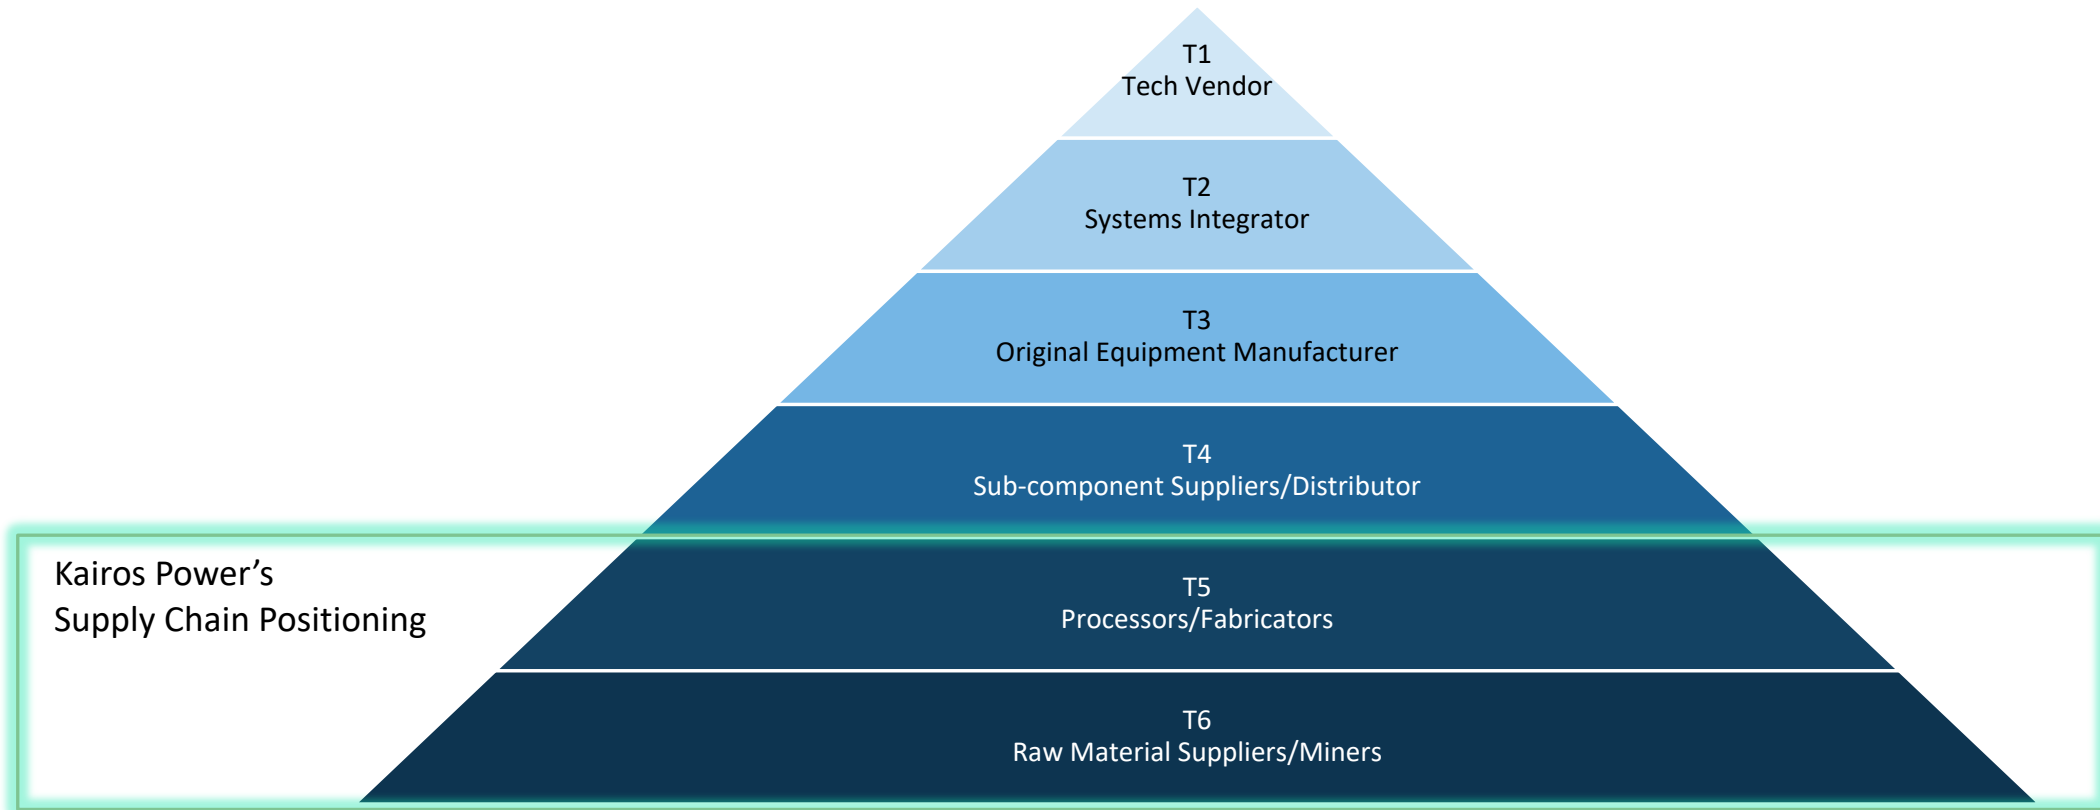 T1
Tech Vendor
T2
Systems Integrator
T3
Original Equipment Manufacturer
T4
Sub-component Suppliers/Distributor
Kairos Power’s
Supply Chain Positioning
T5
Processors/Fabricators
T6
Raw Material Suppliers/Miners